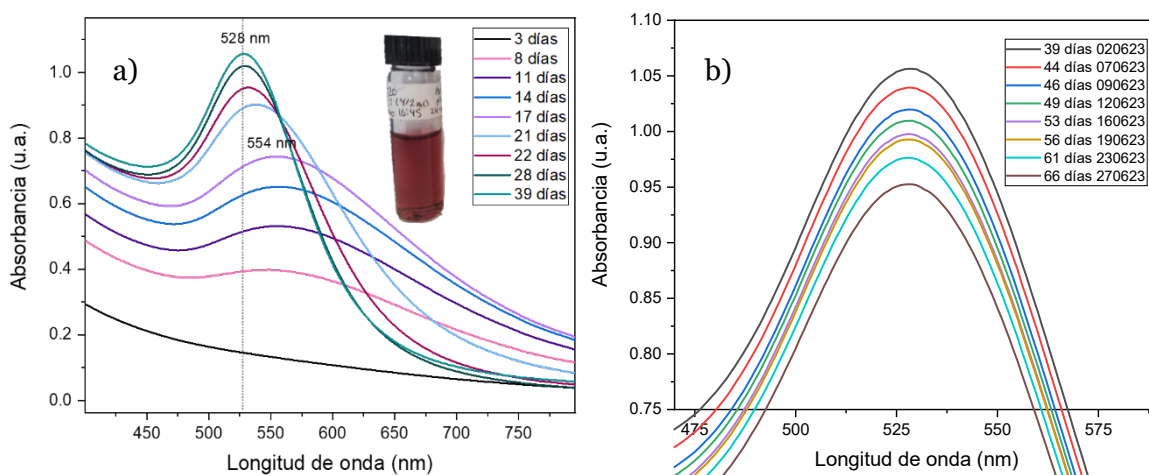 a)
528 nm
554 nm
3 días
8 días
11 días
14 días
17 días
21 días
22 días
28 días
39 días
16:45
Absorbancia (u.a.)
1.0
0.8
0.6
0.4
0.2
0.0
450 500 550 600 650 700 750
Longitud de onda (nm)
b)
39 días 020623
44 días 070623
46 días 090623
49 días 120623
53 días 160623
56 días 190623
61 días 230623
66 días 270623
Absorbancia (u.a.)
1.10
1.05
1.00
0.95
0.90
0.85
0.80
0.75
475 500 525 550 575
Longitud de onda (nm)